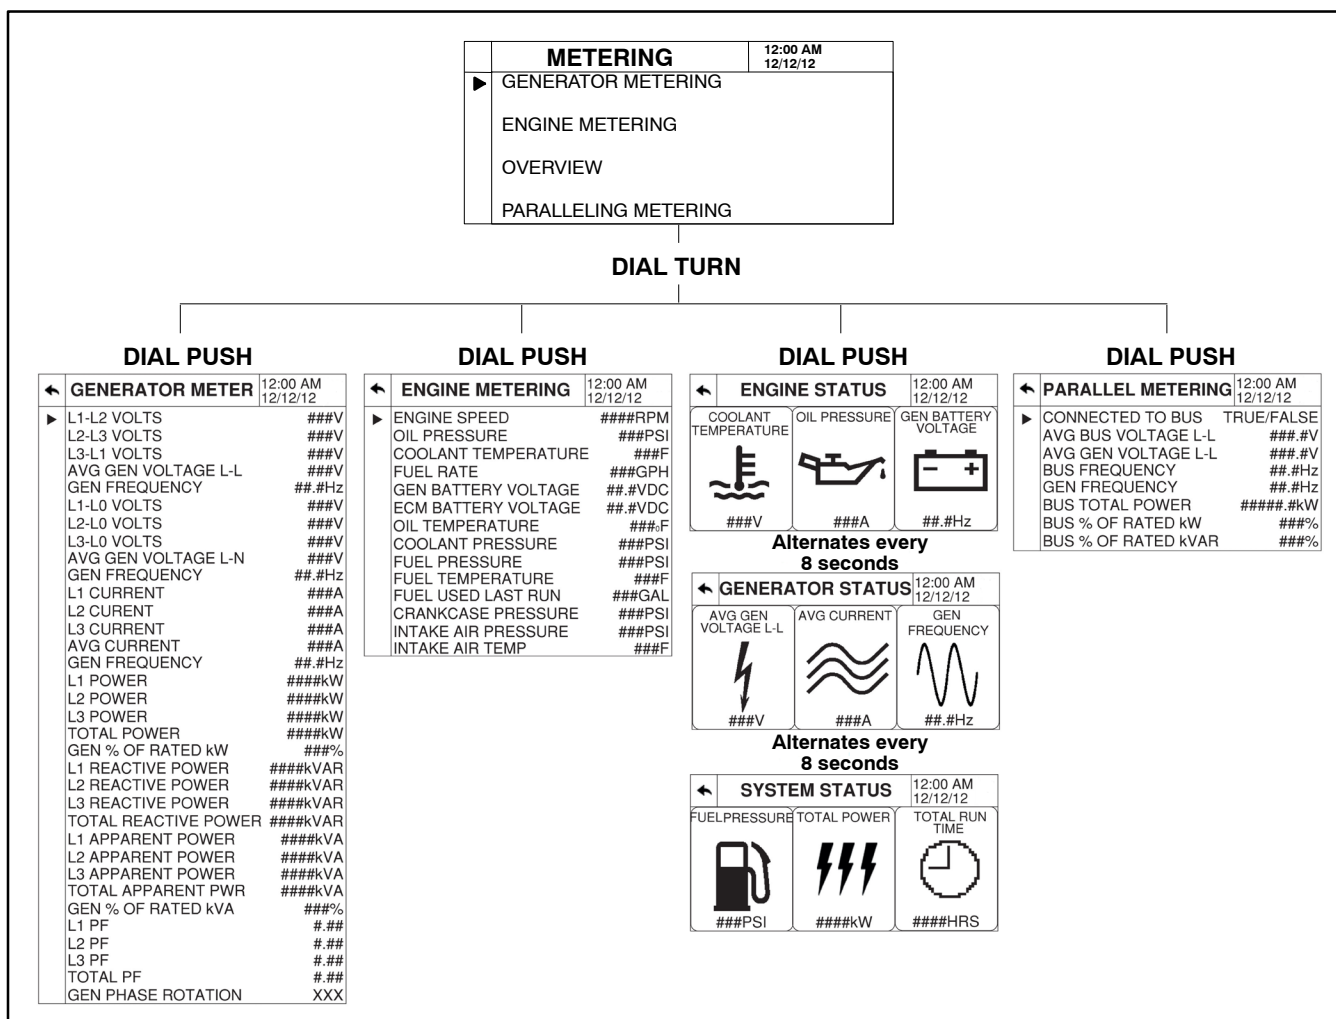 METERING
12:00 AM
12/12/12
GENERATOR METERING
ENGINE METERING
OVERVIEW
PARALLELING METERING
DIAL TURN
DIAL PUSH
GENERATOR METER
12:00 AM
12/12/12
L1-L2 VOLTS ###V
L2-L3 VOLTS ###V
L3-L1 VOLTS ###V
AVG GEN VOLTAGE L-L ###V
GEN FREQUENCY ##.#Hz
L1-L0 VOLTS ###V
L2-L0 VOLTS ###V
L3-L0 VOLTS ###V
AVG GEN VOLTAGE L-N ###V
GEN FREQUENCY ##.#Hz
L1 CURRENT ###A
L2 CURENT ###A
L3 CURRENT ###A
AVG CURRENT ###A
GEN FREQUENCY ##.#Hz
L1 POWER ####kW
L2 POWER ####kW
L3 POWER ####kW
TOTAL POWER ####kW
GEN % OF RATED kW ###%
L1 REACTIVE POWER ####kVAR
L2 REACTIVE POWER ####kVAR
L3 REACTIVE POWER ####kVAR
TOTAL REACTIVE POWER ####kVAR
L1 APPARENT POWER ####kVA
L2 APPARENT POWER ####kVA
L3 APPARENT POWER ####kVA
TOTAL APPARENT PWR ####kVA
GEN % OF RATED kVA ###%
L1 PF #.##
L2 PF #.##
L3 PF #.##
TOTAL PF #.##
GEN PHASE ROTATION XXX
DIAL PUSH
ENGINE METERING
12:00 AM
12/12/12
ENGINE SPEED ####RPM
OIL PRESSURE ###PSI
COOLANT TEMPERATURE ###F
FUEL RATE ###GPH
GEN BATTERY VOLTAGE ##.#VDC
ECM BATTERY VOLTAGE ##.#VDC
OIL TEMPERATURE ###₀F
COOLANT PRESSURE ###PSI
FUEL PRESSURE ###PSI
FUEL TEMPERATURE ###F
FUEL USED LAST RUN ###GAL
CRANKCASE PRESSURE ###PSI
INTAKE AIR PRESSURE ###PSI
INTAKE AIR TEMP ###F
DIAL PUSH
ENGINE STATUS
12:00 AM
12/12/12
COOLANT
TEMPERATURE
###V
OIL PRESSURE
###A
GEN BATTERY
VOLTAGE
##.#Hz
Alternates every
8 seconds
GENERATOR STATUS
12:00 AM
12/12/12
AVG GEN
VOLTAGE L-L
###V
AVG CURRENT
###A
GEN
FREQUENCY
##.#Hz
Alternates every
8 seconds
SYSTEM STATUS
12:00 AM
12/12/12
FUELPRESSURE
###PSI
TOTAL POWER
####kW
TOTAL RUN
TIME
####HRS
DIAL PUSH
PARALLEL METERING
12:00 AM
12/12/12
CONNECTED TO BUS TRUE/FALSE
AVG BUS VOLTAGE L-L ###.#V
AVG GEN VOLTAGE L-L ###.#V
BUS FREQUENCY ##.#Hz
GEN FREQUENCY ##.#Hz
BUS TOTAL POWER #####.#kW
BUS % OF RATED kW ###%
BUS % OF RATED kVAR ###%